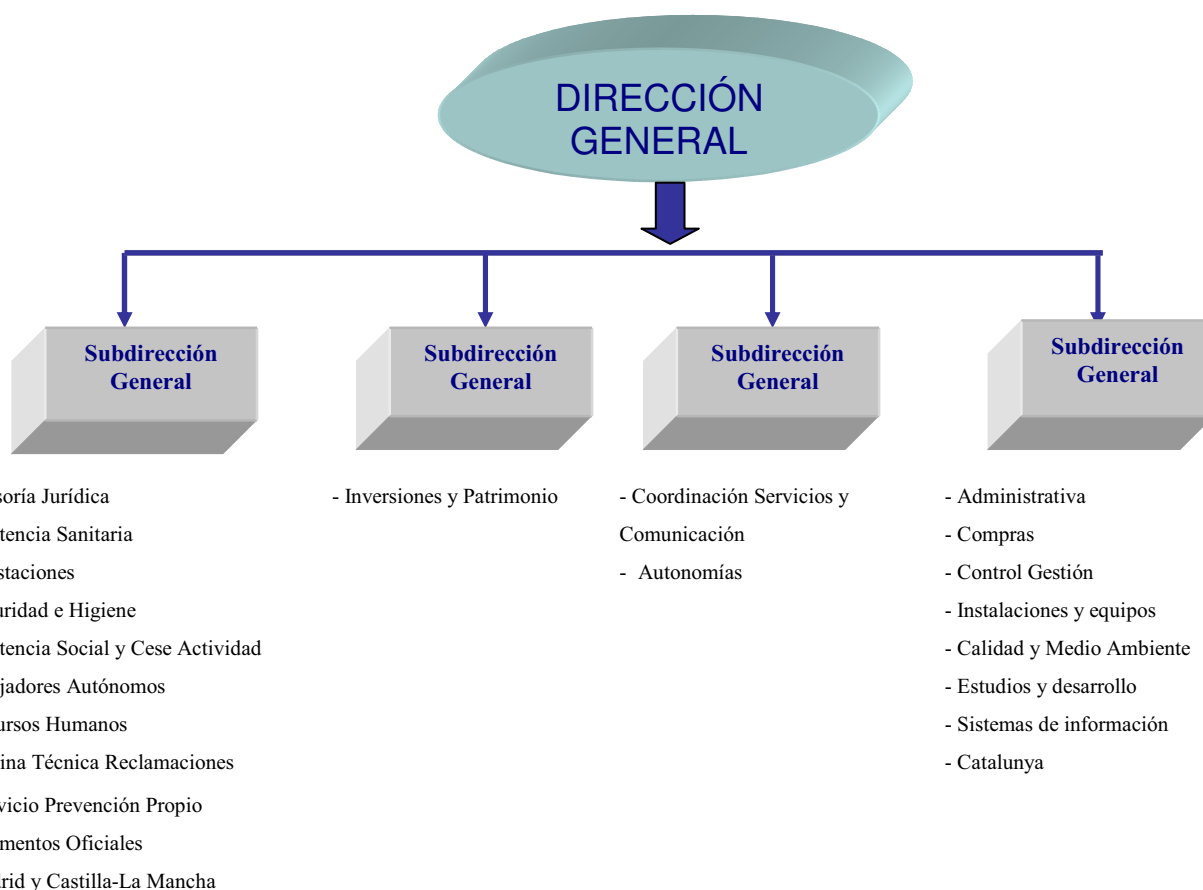 DIRECCIÓN
GENERAL
Subdirección
General
soría Jurídica
tencia Sanitaria
staciones
uridad e Higiene
tencia Social y Cese Actividad
jadores Autónomos
ursos Humanos
ina Técnica Reclamaciones
vicio Prevención Propio
mentos Oficiales
drid y Castilla-La Mancha
Subdirección
General
- Inversiones y Patrimonio
Subdirección
General
- Coordinación Servicios y
Comunicación
- Autonomías
Subdirección
General
- Administrativa
- Compras
- Control Gestión
- Instalaciones y equipos
- Calidad y Medio Ambiente
- Estudios y desarrollo
- Sistemas de información
- Catalunya